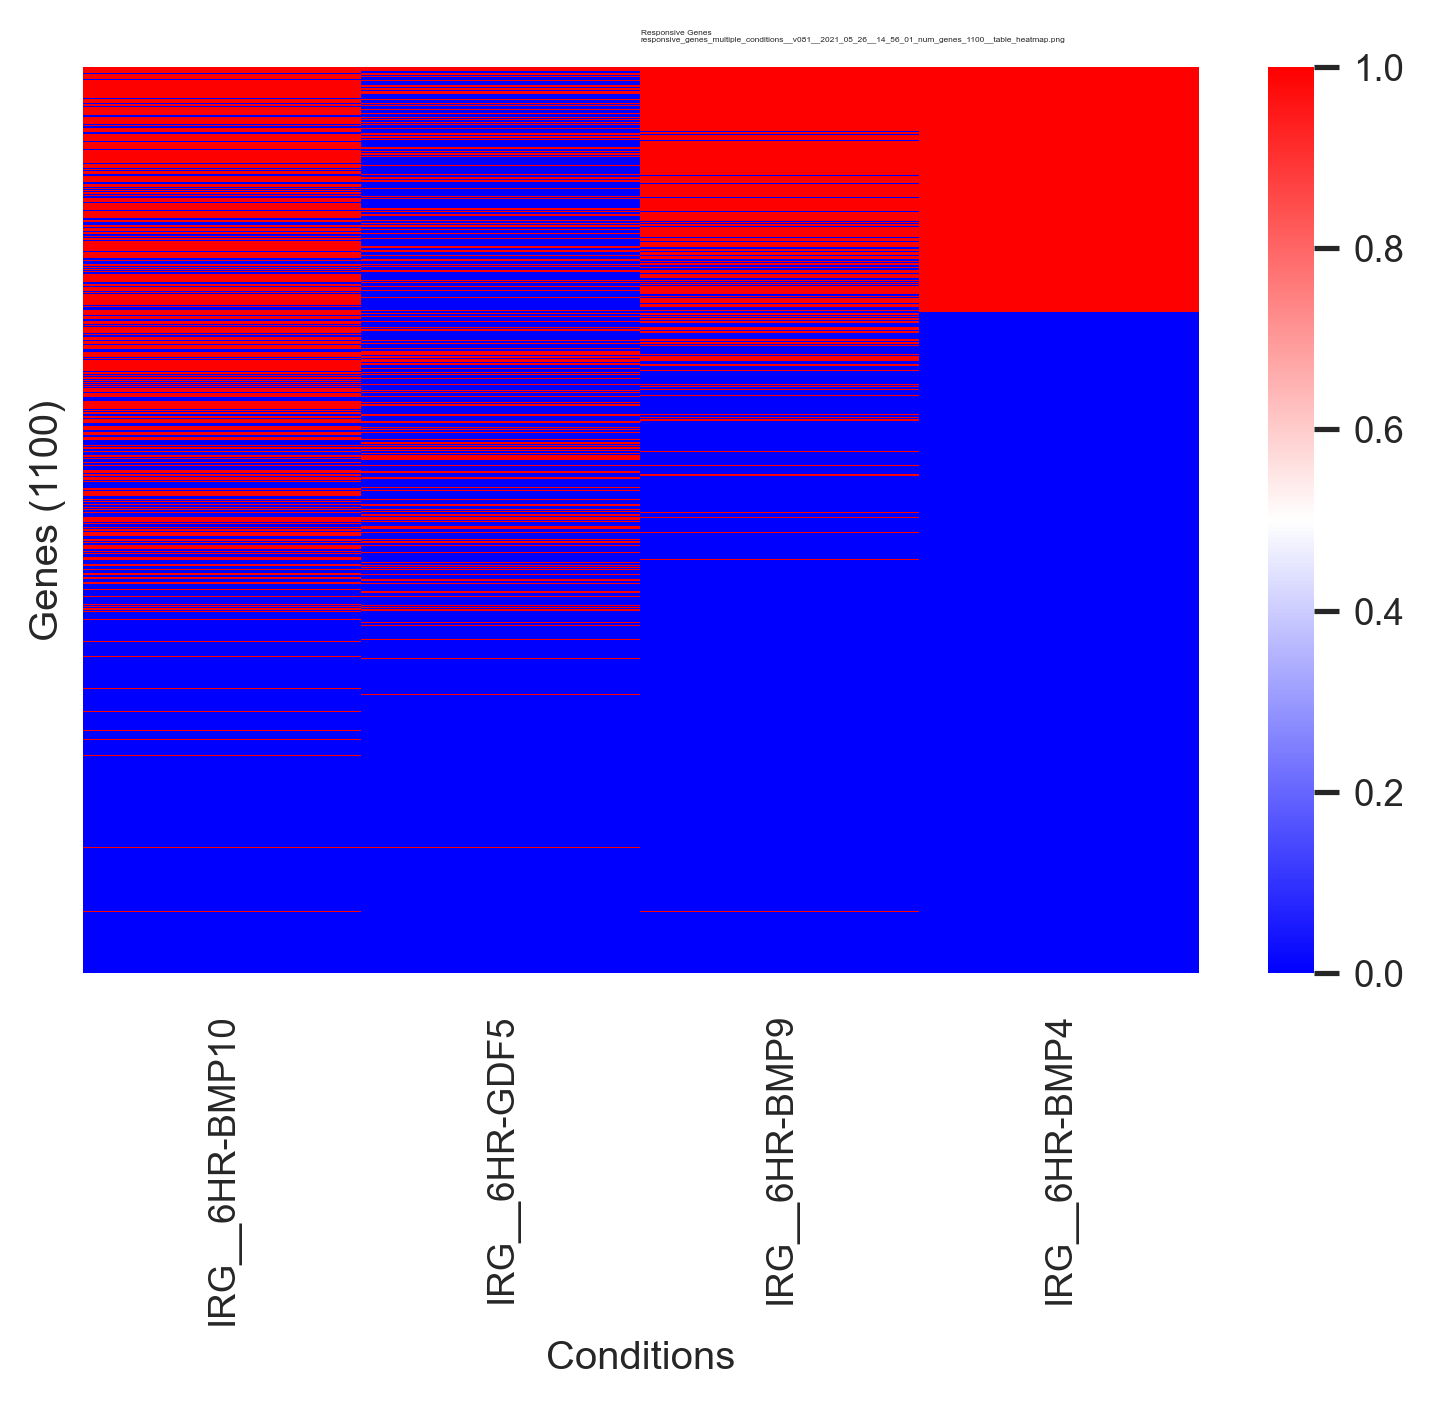 Responsive Genes
responsive_genes_multiple_conditions__v081__2021_05_26__14_56_01_num_genes_1100__table_heatmap.png
Genes (1100)
1.0
0.8
0.6
0.4
0.2
0.0
IRG__6HR-BMP10
IRG__6HR-GDF5
IRG__6HR-BMP9
IRG__6HR-BMP4
Conditions